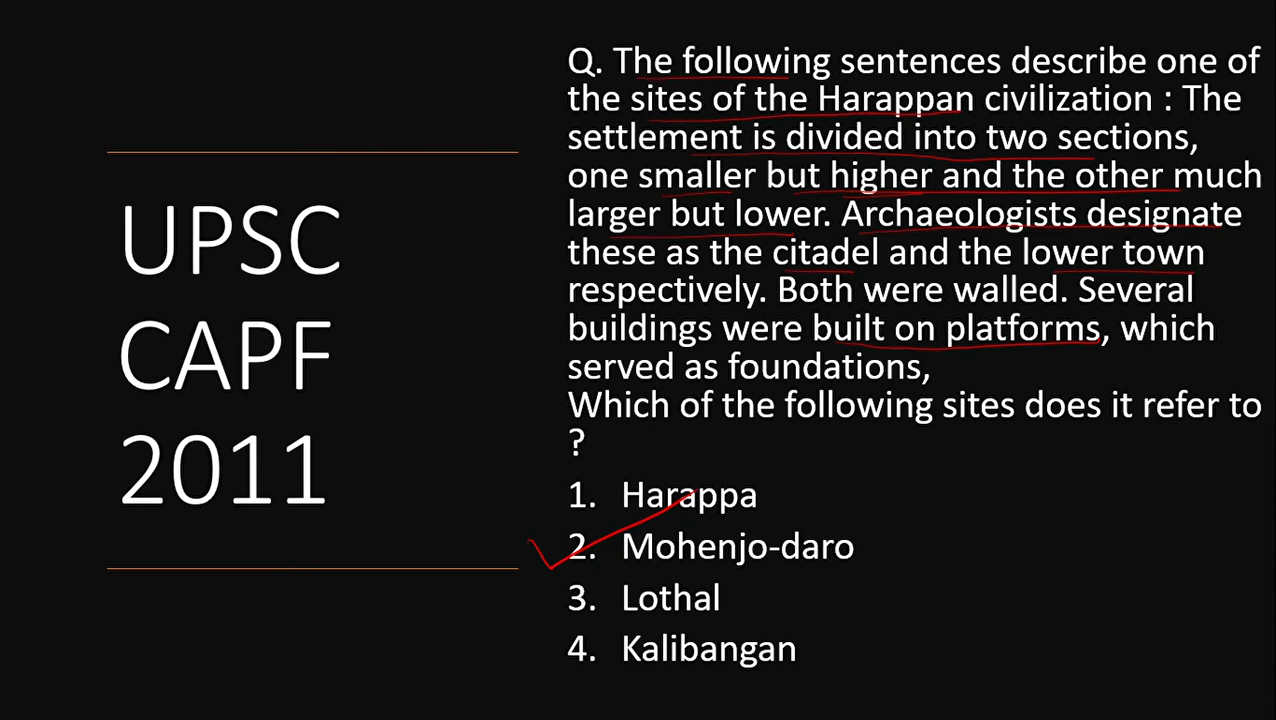 UPSC
CAPF
2011
Q. The following sentences describe one of
the sites of the Harappan civilization : The
settlement is divided into two sections,
one smaller but higher and the other much
larger but lower. Archaeologists designate
these as the citadel and the lower town
respectively. Both were walled. Several
buildings were built on platforms, which
served as foundations,
Which of the following sites does it refer to
?
1. Harappa
2. Mohenjo-daro
3. Lothal
4. Kalibangan